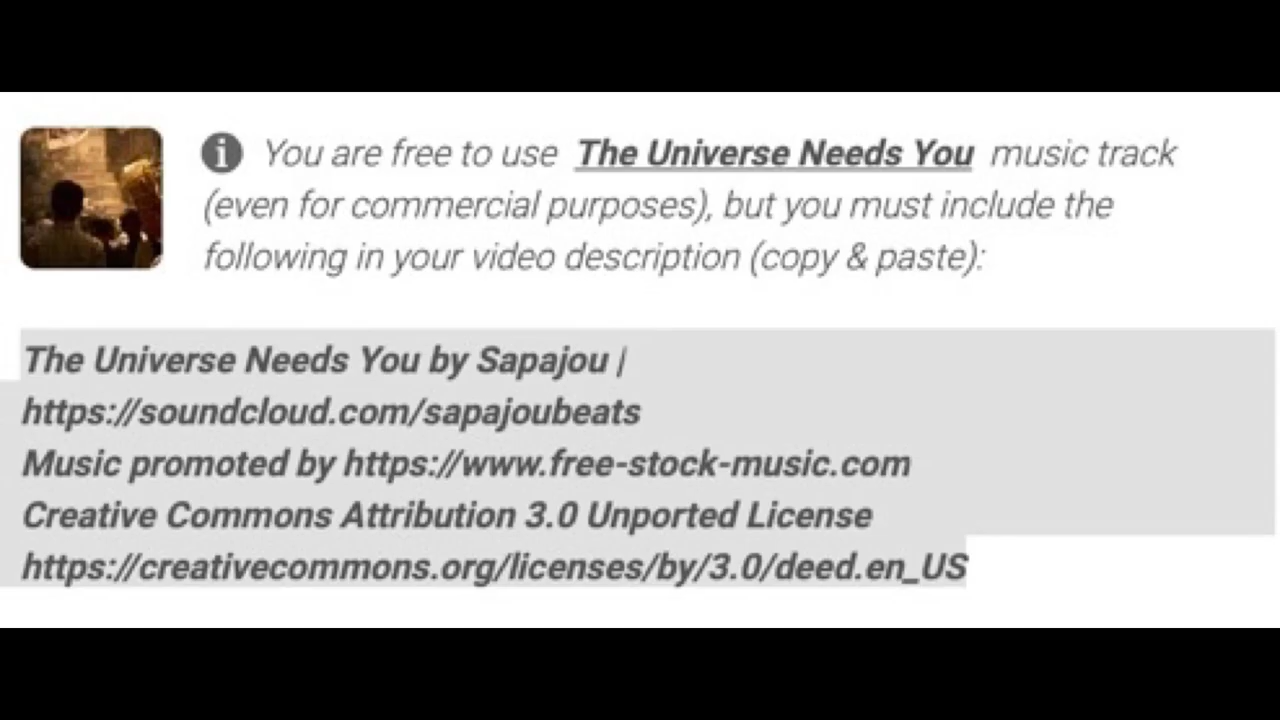 You are free to use The Universe Needs You music track
(even for commercial purposes), but you must include the
following in your video description (copy & paste):
The Universe Needs You by Sapajou |
https://soundcloud.com/sapajoubeats
Music promoted by https://www.free-stock-music.com
Creative Commons Attribution 3.0 Unported License
https://creativecommons.org/licenses/by/3.0/deed.en_US